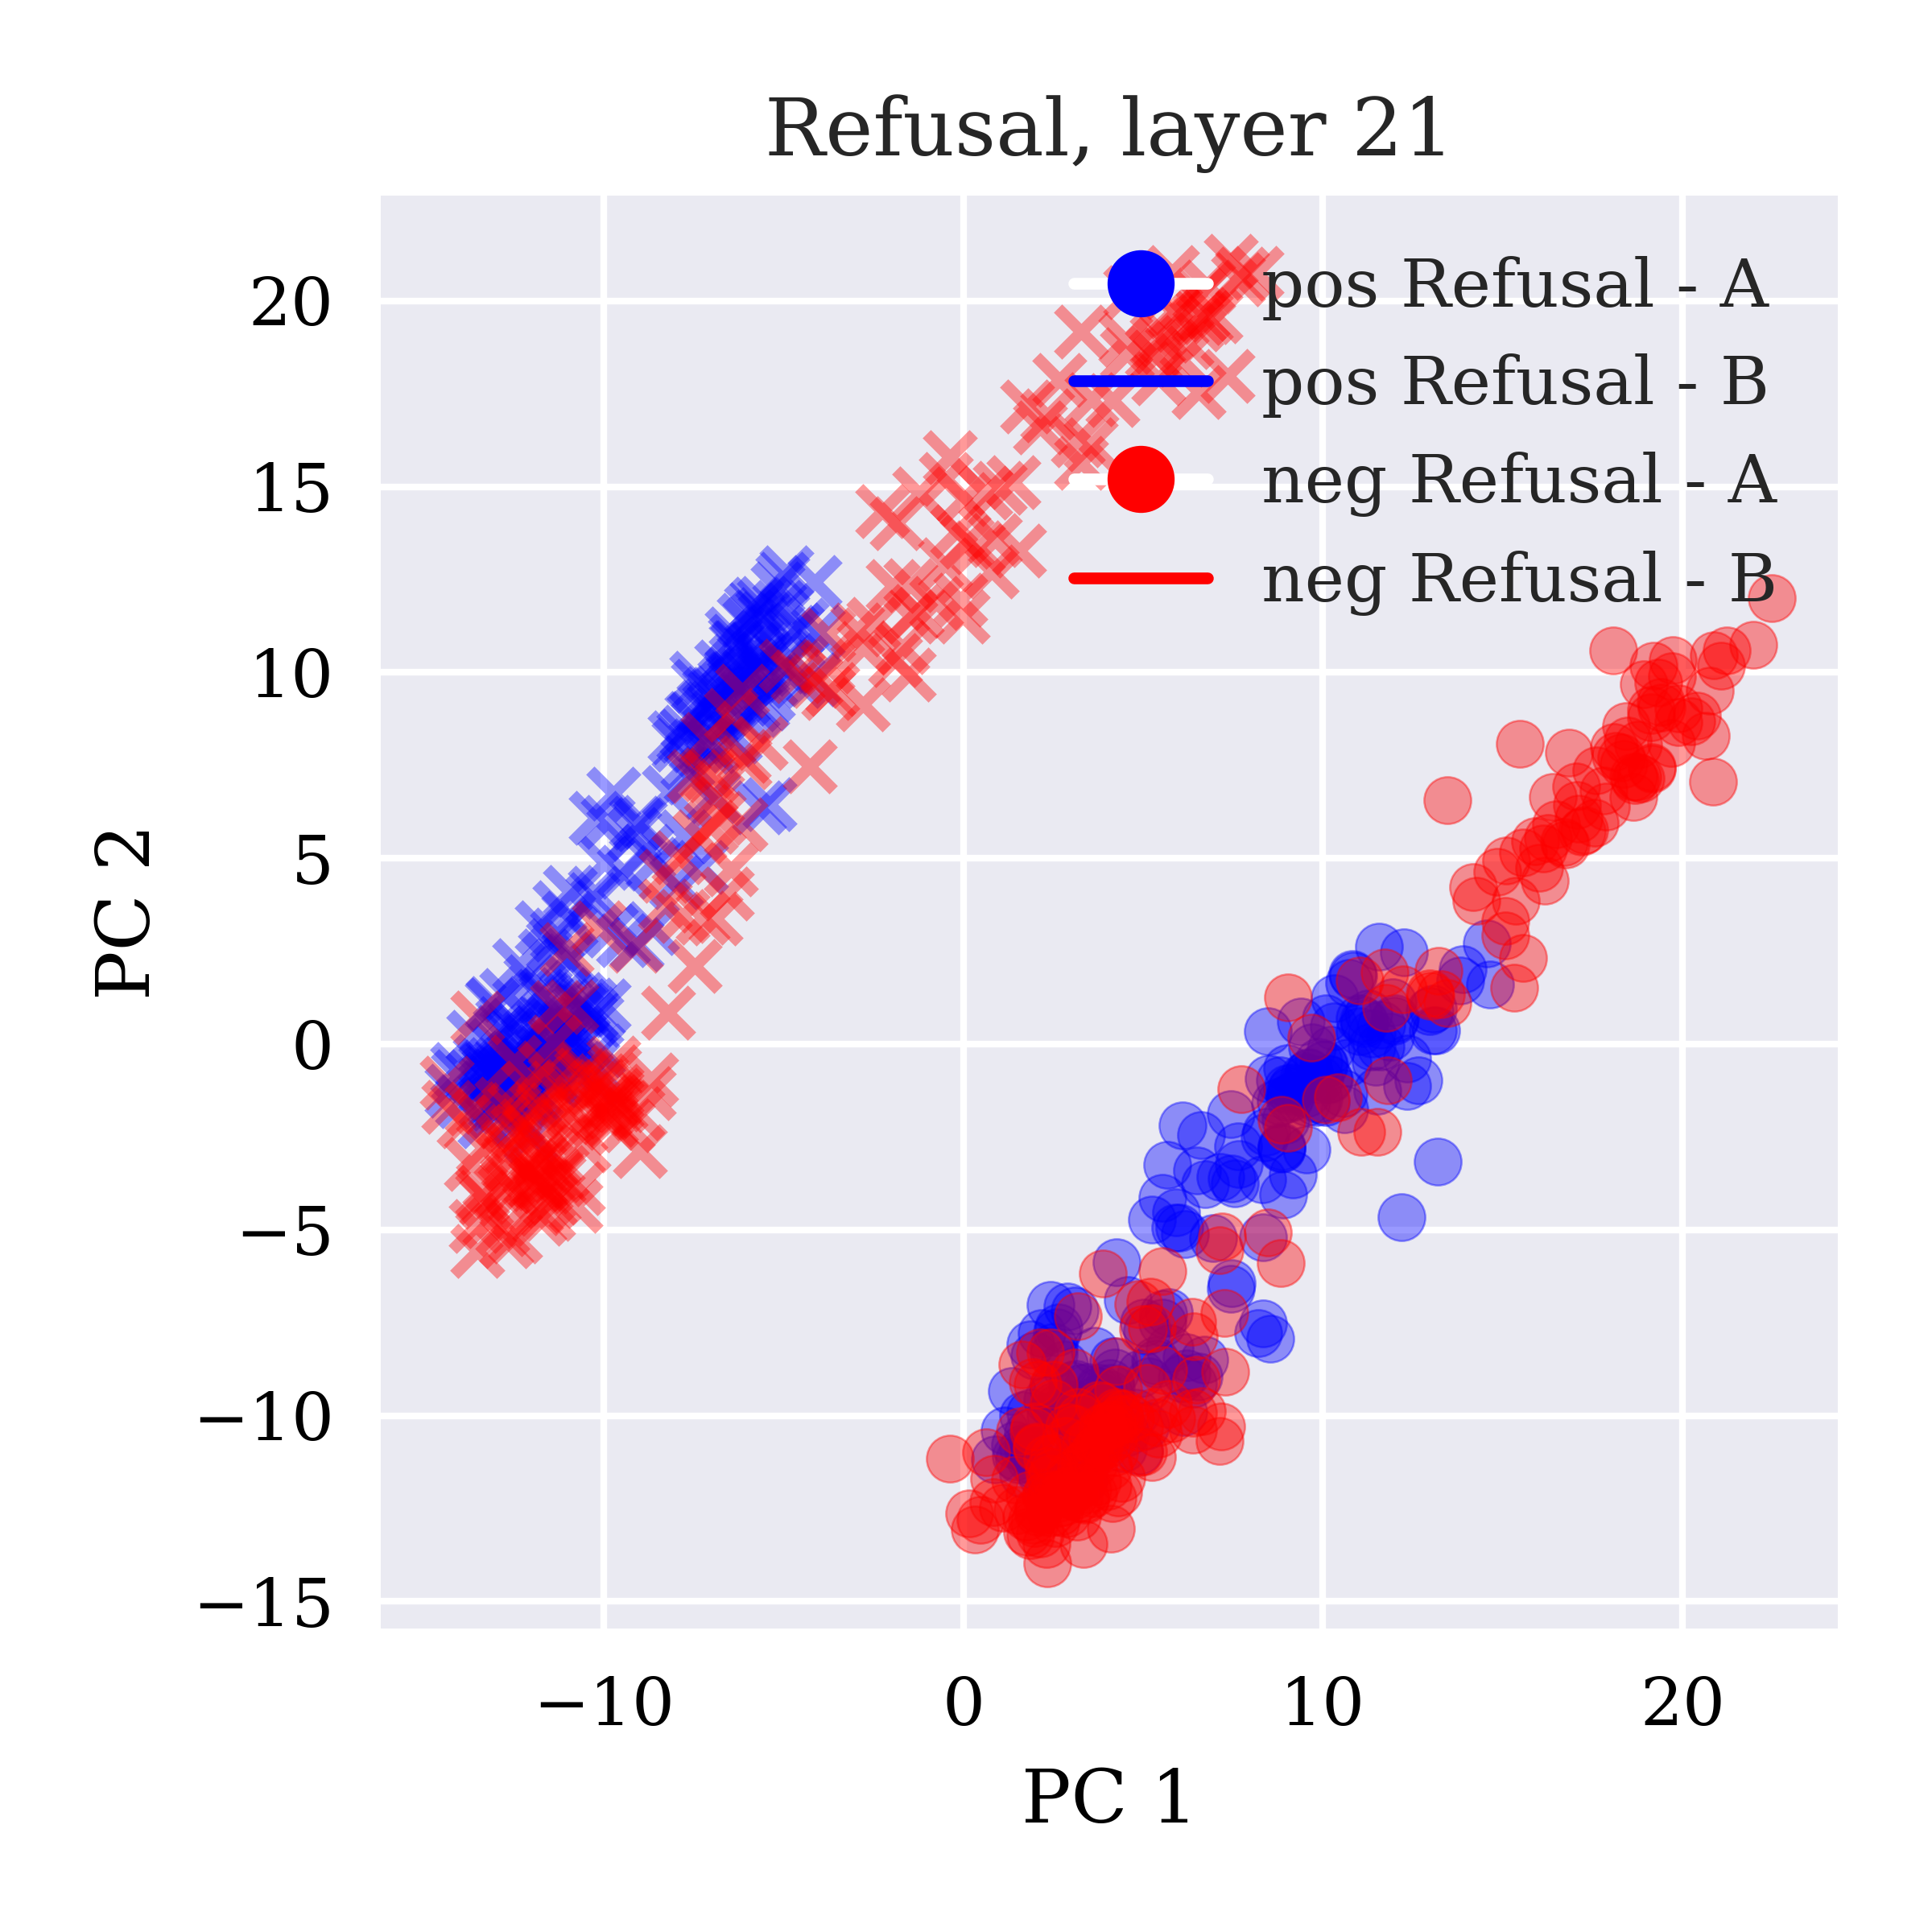 Refusal, layer 21
pos Refusal - A
pos Refusal - B
neg Refusal - A
neg Refusal - B
20
15
10
5
0
−5
−10
−15
PC 2
−10 0 10 20
PC 1